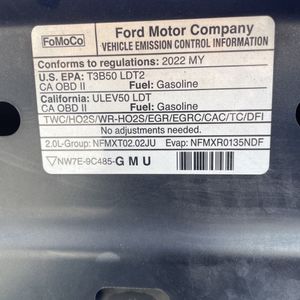 FoMoCo
Ford Motor Company
VEHICLE EMISSION CONTROL INFORMATION
Conforms to regulations: 2022 MY
U.S. EPA: T3B50 LDT2
CA OBD II Fuel: Gasoline
California: ULEV50 LDT
CA OBD II Fuel: Gasoline
TWC/HO2S/WR-HO2S/EGR/EGRC/CAC/TC/DFI
No adjustments needed.
2.0L-Group: NFMXT02.02JU Evap: NFMXR0135NDF
NW7E-9C485-GMU